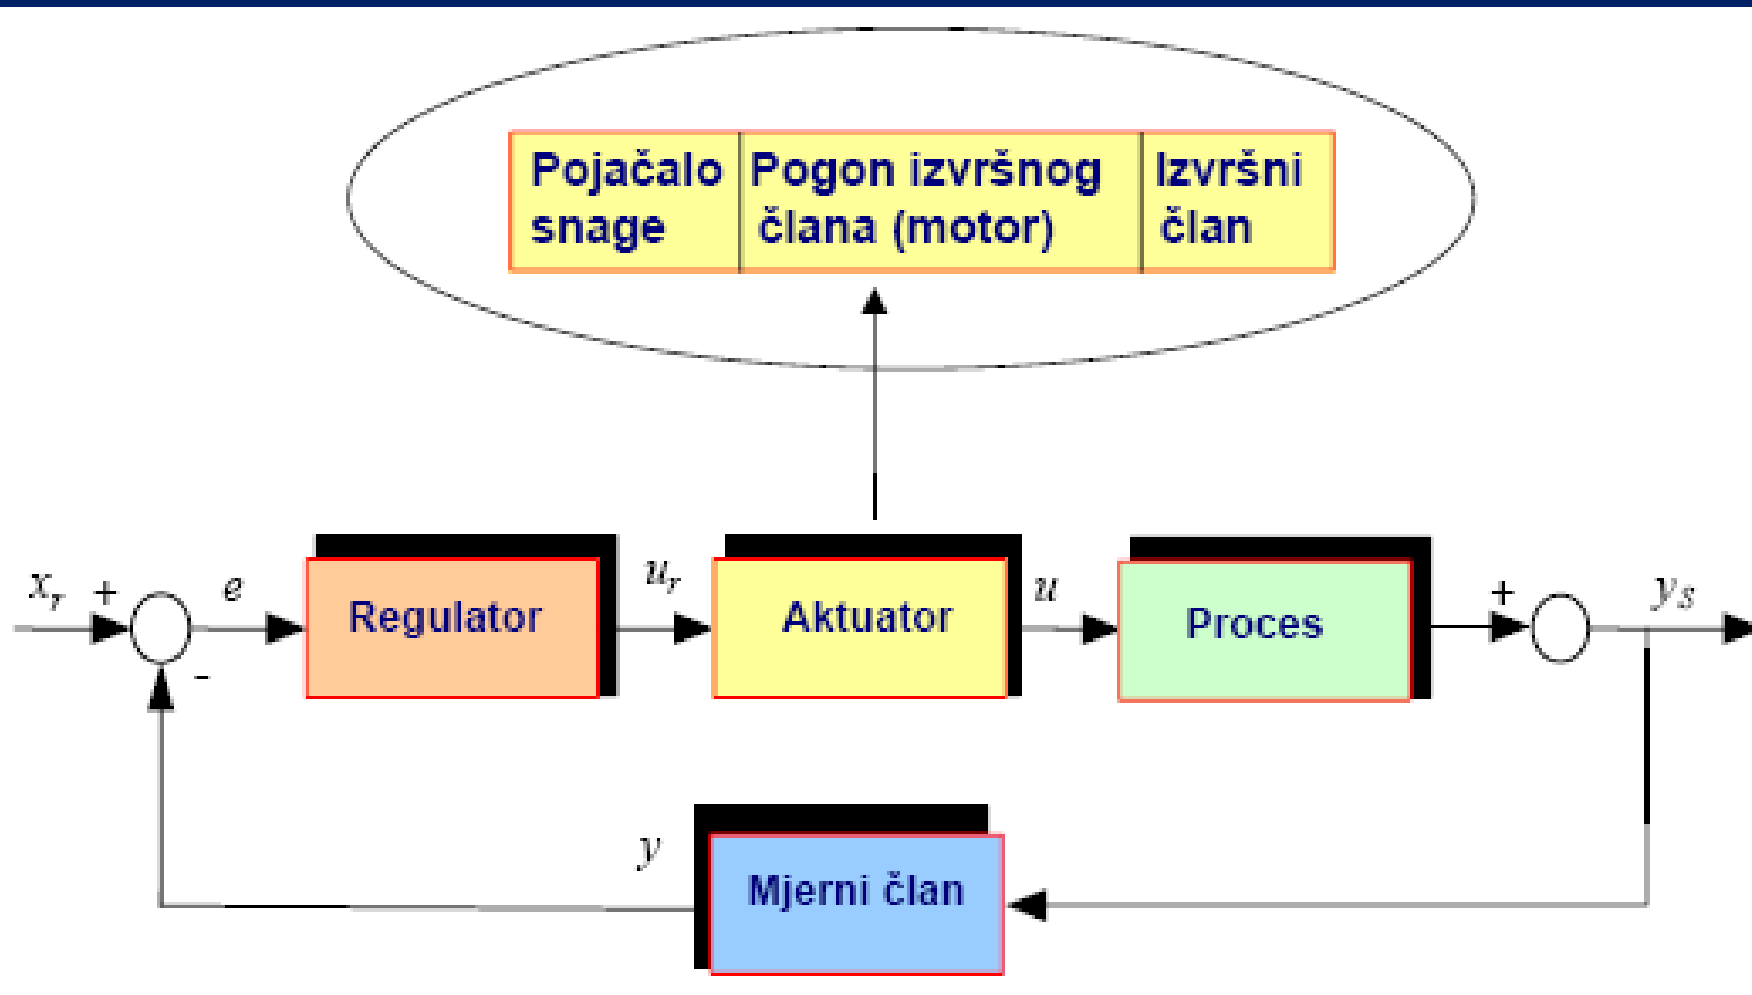 Pojačalo
snage
Pogon izvršnog
člana (motor)
Izvršni
član
x_r
+
-
e
Regulator
u_r
Aktuator
u
Proces
+
y_S
y
Mjerni član